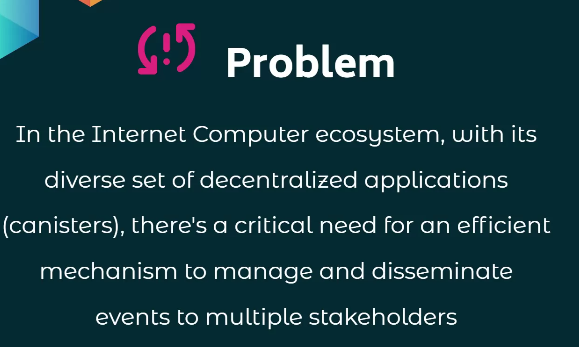 Problem
In the Internet Computer ecosystem, with its
diverse set of decentralized applications
(canisters), there's a critical need for an efficient
mechanism to manage and disseminate
events to multiple stakeholders